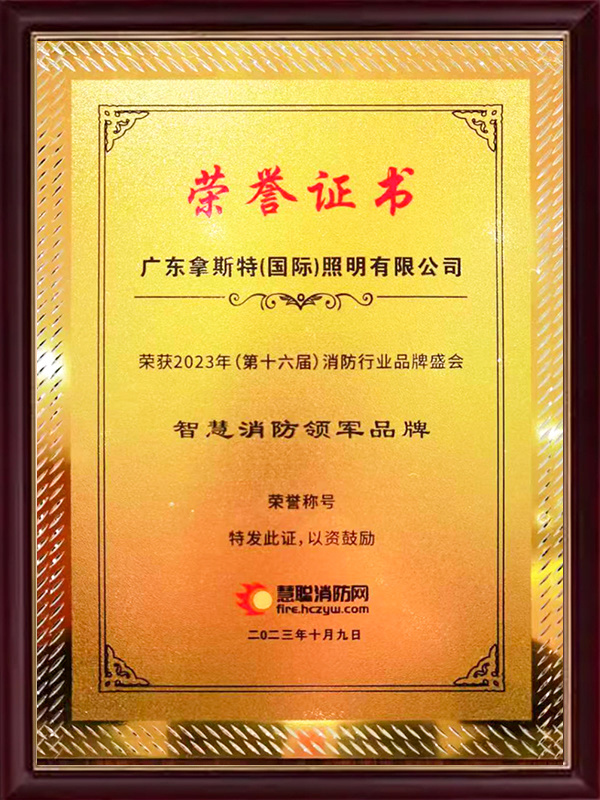 荣誉证书
广东拿斯特(国际)照明有限公司
荣获2023年(第十六届)消防行业品牌盛会
智慧消防领军品牌
荣誉称号
特发此证,以资鼓励
慧聪消防网
fire.hczyw.com
二〇二三年十月九日